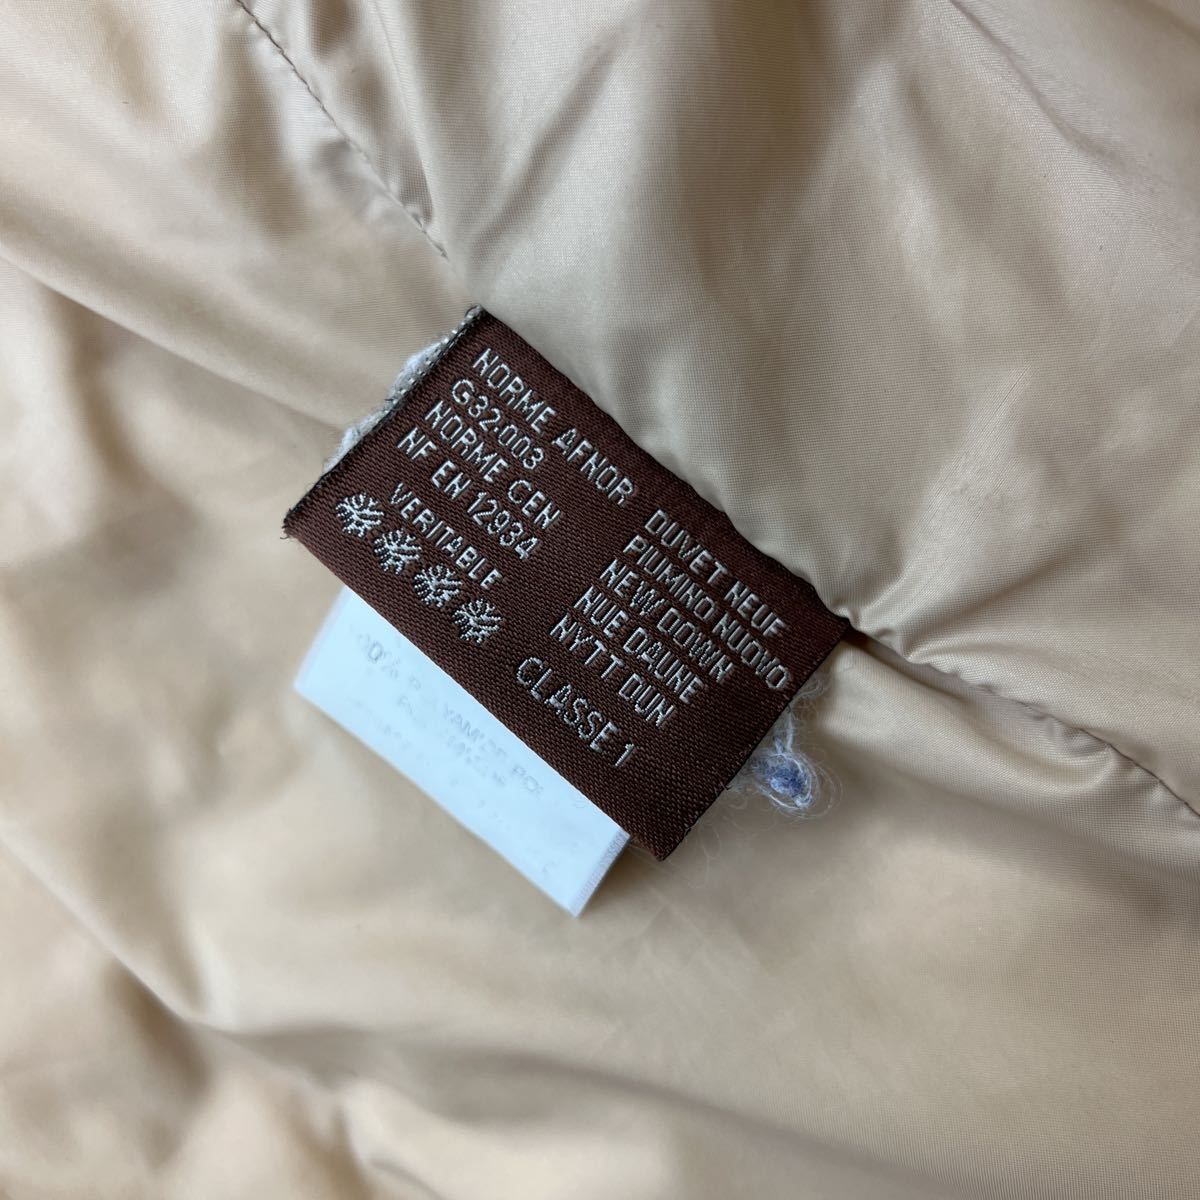 NORME AFNOR
G32.003
NORME CEN
NF EN 12934
VERITABLE
DUVET NEUF
PIUMINO NUOVO
NEW DOWN
NUE DAUNE
NYTT DUN
CLASSE 1